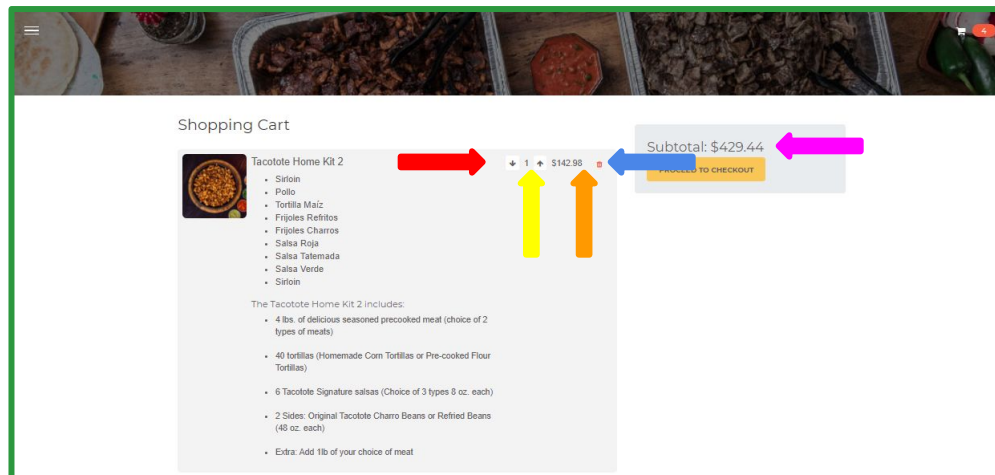 4
Shopping Cart
Subtotal: $429.44
PROCEED TO CHECKOUT
Tacotote Home Kit 2
1 $142.98
Sirloin
Pollo
Tortilla Maíz
Frijoles Refritos
Frijoles Charros
Salsa Roja
Salsa Tatemada
Salsa Verde
Sirloin
The Tacotote Home Kit 2 includes:
4 lbs. of delicious seasoned precooked meat (choice of 2
types of meats)
40 tortillas (Homemade Corn Tortillas or Pre-cooked Flour
Tortillas)
6 Tacotote Signature salsas (Choice of 3 types 8 oz. each)
2 Sides: Original Tacotote Charro Beans or Refried Beans
(48 oz. each)
Extra: Add 1lb of your choice of meat